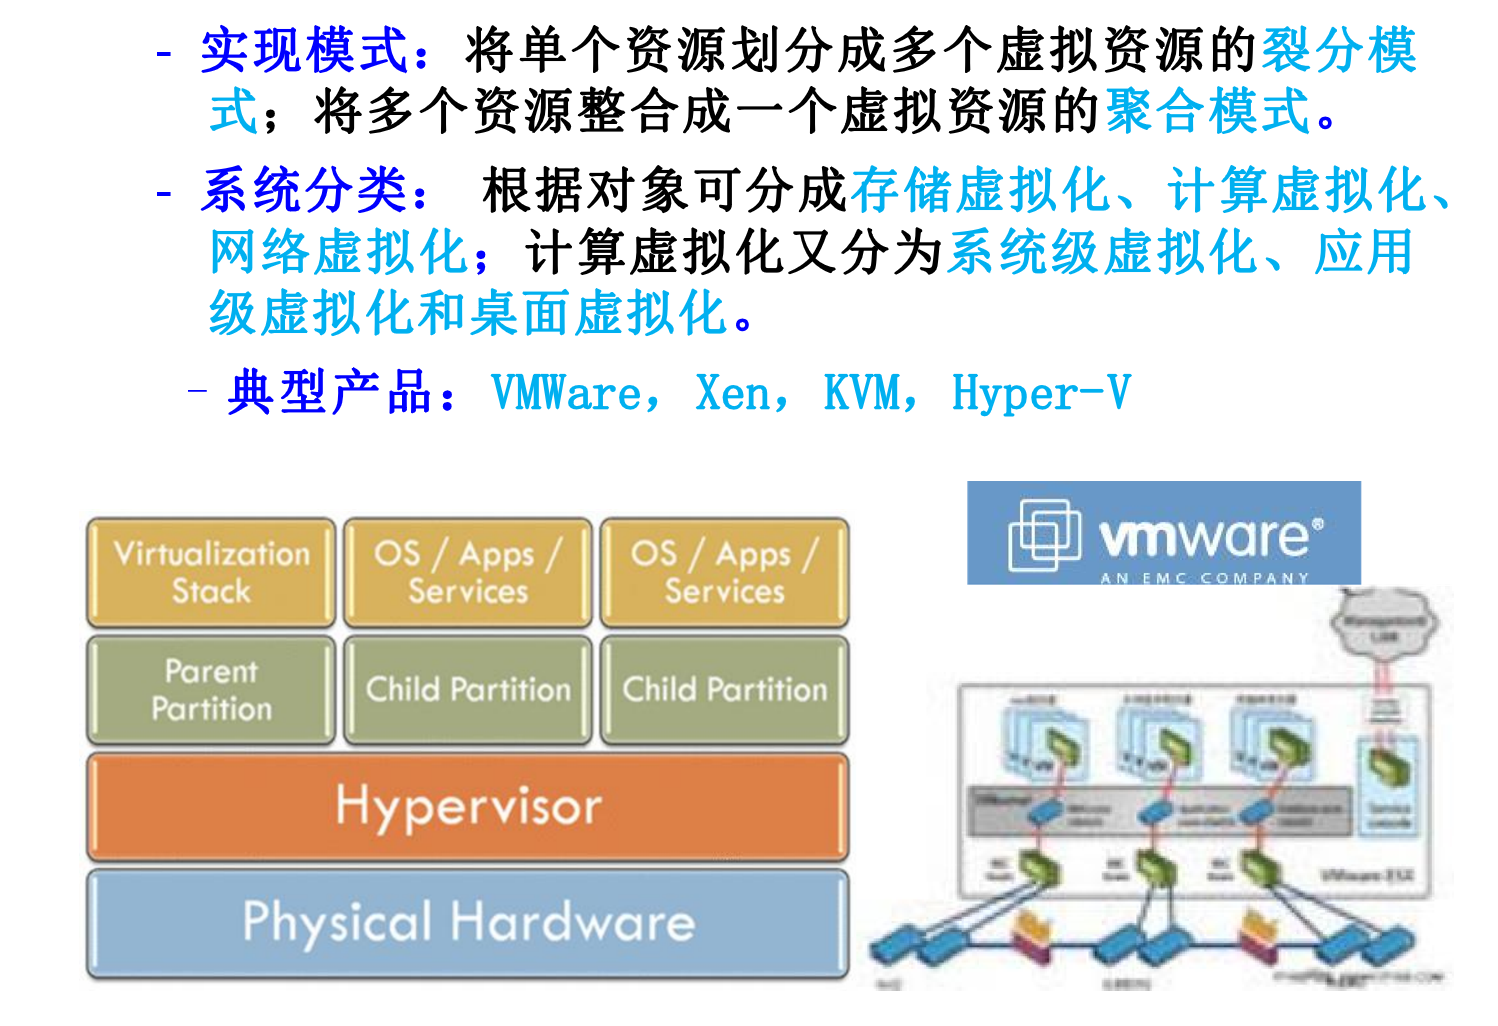 - 实现模式：将单个资源划分成多个虚拟资源的裂分模
式；将多个资源整合成一个虚拟资源的聚合模式。
- 系统分类： 根据对象可分成存储虚拟化、计算虚拟化、
网络虚拟化；计算虚拟化又分为系统级虚拟化、应用
级虚拟化和桌面虚拟化。
- 典型产品：VMWare，Xen，KVM，Hyper-V
Virtualization
Stack
OS / Apps /
Services
OS / Apps /
Services
Parent
Partition
Child Partition
Child Partition
Hypervisor
Physical Hardware
vmware®
AN EMC COMPANY
Management
LAN
Service
console
VMware ESX